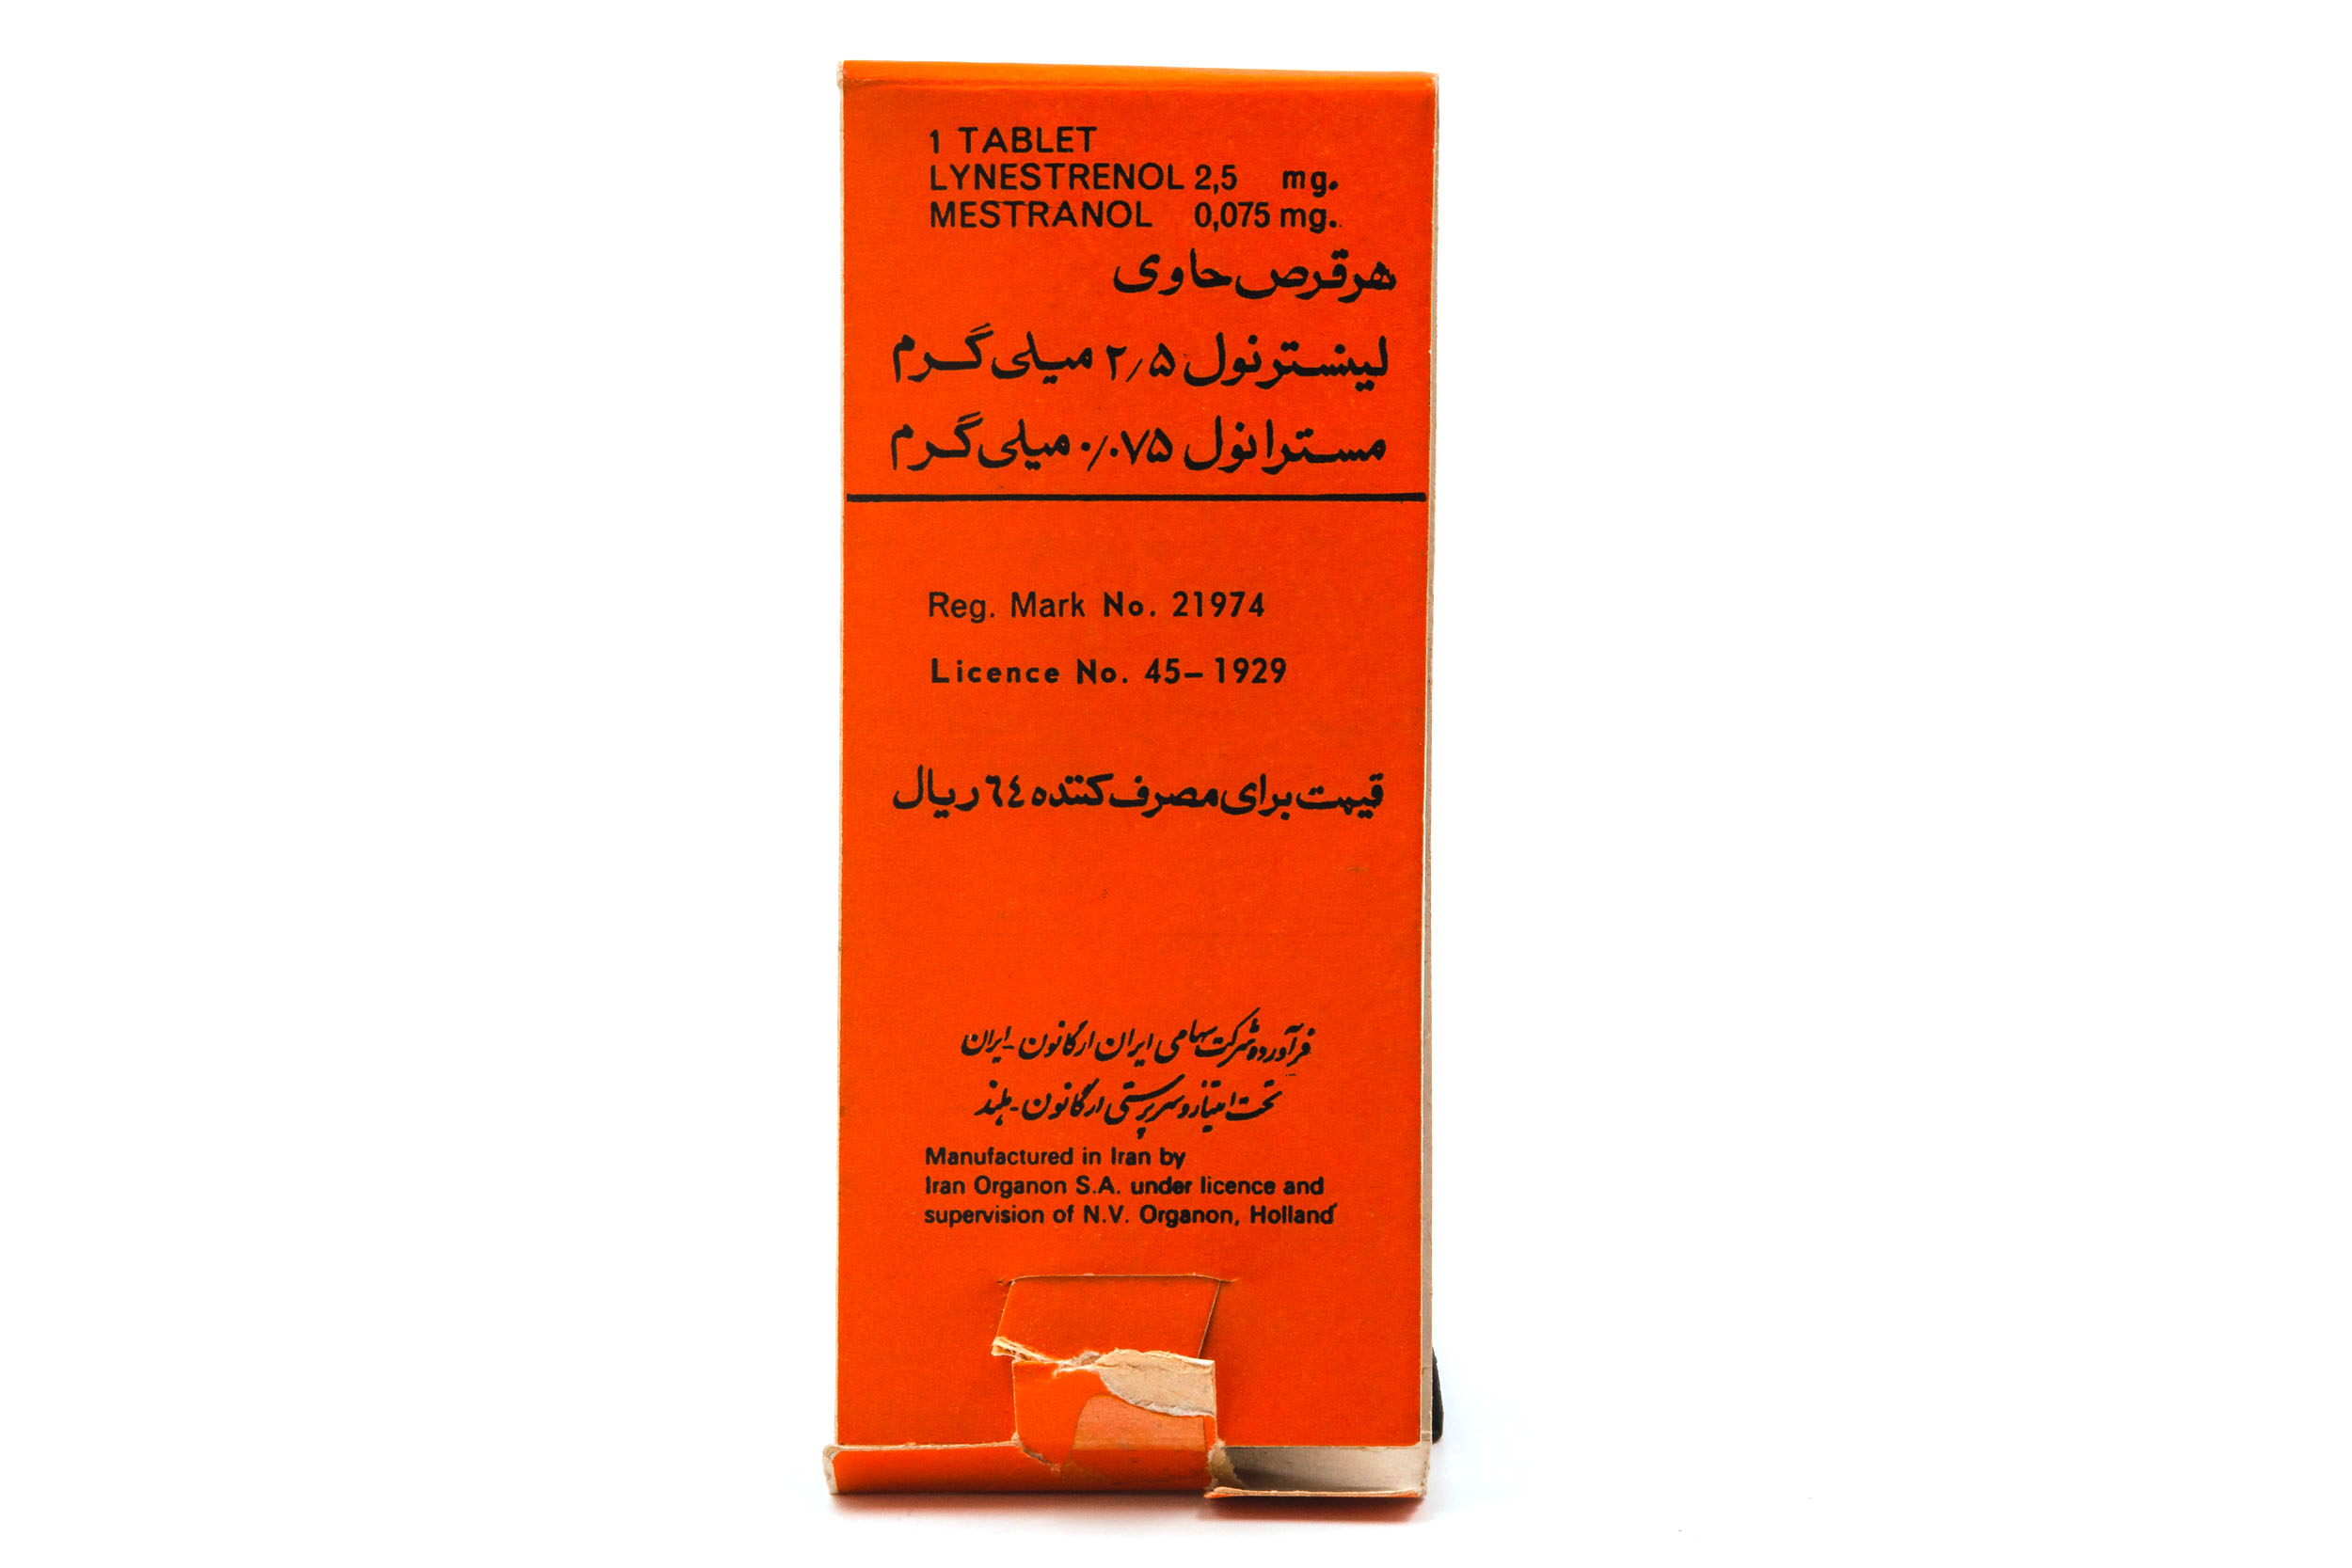 1 TABLET
LYNESTRENOL 2,5 mg.
MESTRANOL 0,075 mg.
هر قرص حاوی
لینسترنول ۲/۵ میلی گرم
مسترانول ۰/۰۷۵ میلی گرم
Reg. Mark No. 21974
Licence No. 45-1929
قیمت برای مصرف کننده ٦٤ ریال
فرآورده شرکت سهامی ایران ارگانون - ایران
تحت امتیاز و سرپرستی ارگانون - هلند
Manufactured in Iran by
Iran Organon S.A. under licence and
supervision of N.V. Organon, Holland